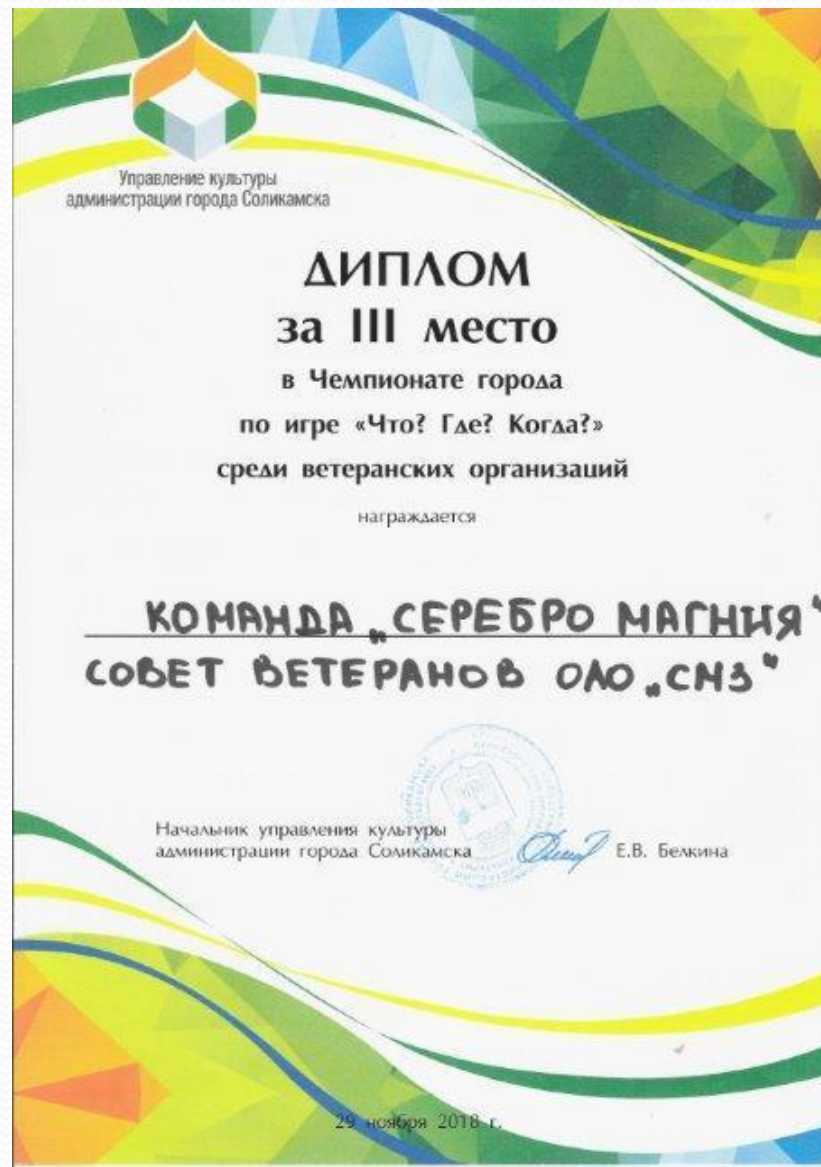 Управление культуры
администрации города Соликамска
ДИПЛОМ
за III место
в Чемпионате города
по игре «Что? Где? Когда?»
среди ветеранских организаций
награждается
КОМАНДА „СЕРЕБРО МАГНИЯ“
СОВЕТ ВЕТЕРАНОВ ОАО „СМЗ“
Начальник управления культуры
администрации города Соликамска Е.В. Белкина
29 ноября 2018 г.